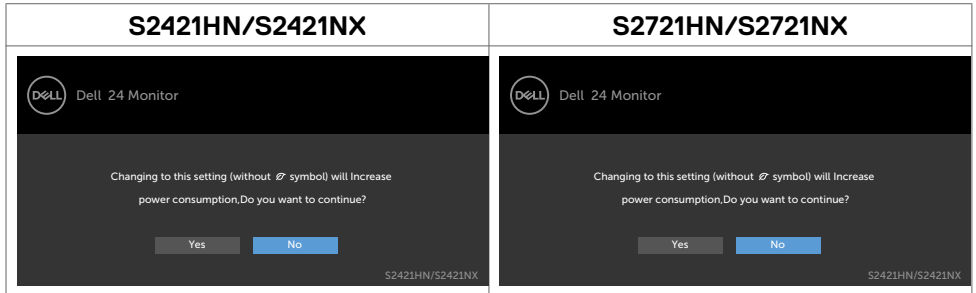 S2421HN/S2421NX
S2721HN/S2721NX
DELL Dell 24 Monitor
Changing to this setting (without symbol) will Increase
power consumption,Do you want to continue?
Yes No
S2421HN/S2421NX
DELL Dell 24 Monitor
Changing to this setting (without symbol) will Increase
power consumption,Do you want to continue?
Yes No
S2421HN/S2421NX